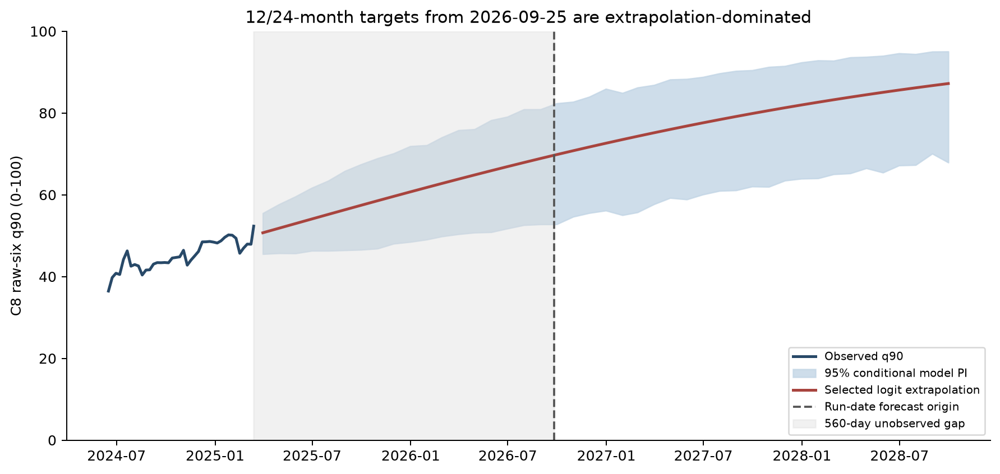 12/24-month targets from 2026-09-25 are extrapolation-dominated
C8 raw-six q90 (0-100)
100
80
60
40
20
0
2024-07
2025-01
2025-07
2026-01
2026-07
2027-01
2027-07
2028-01
2028-07
Observed q90
95% conditional model PI
Selected logit extrapolation
Run-date forecast origin
560-day unobserved gap